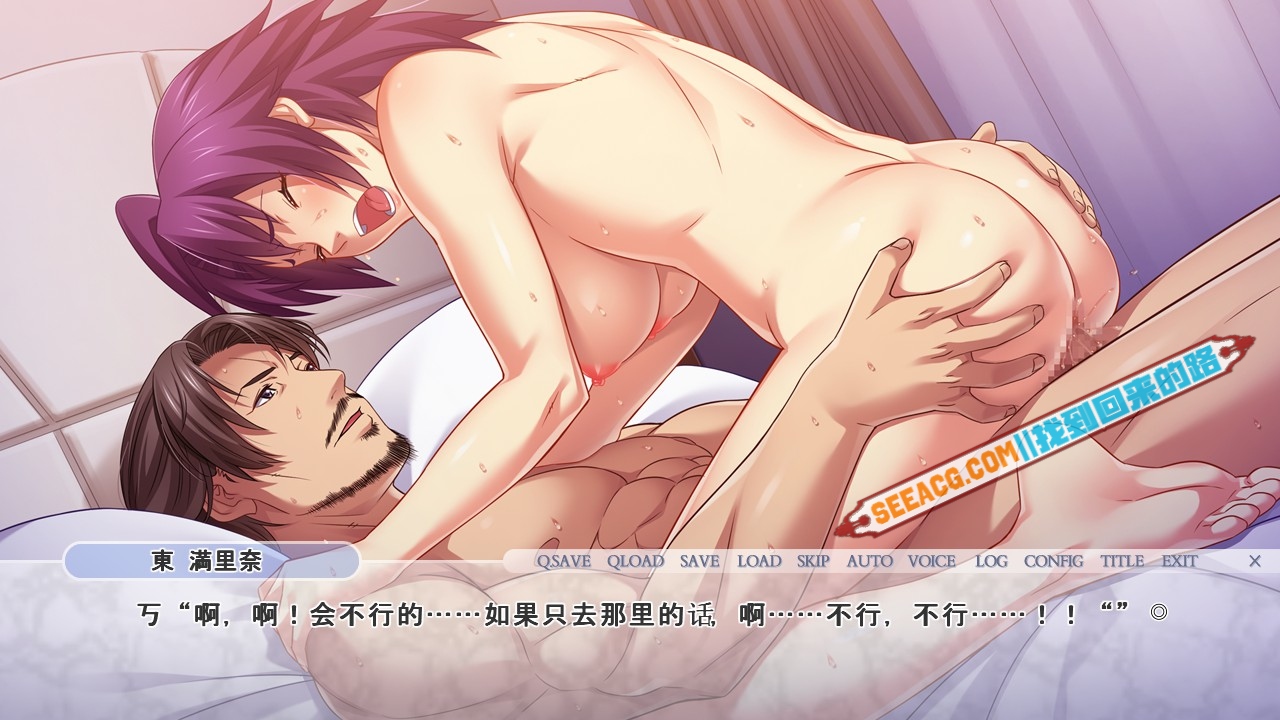 SEEACG.COM||找到回来的路
東 満里奈
QSAVE QLOAD SAVE LOAD SKIP AUTO VOICE LOG CONFIG TITLE EXIT ×
丂“啊，啊！会不行的……如果只去那里的话，啊……不行，不行……！！“” ◎